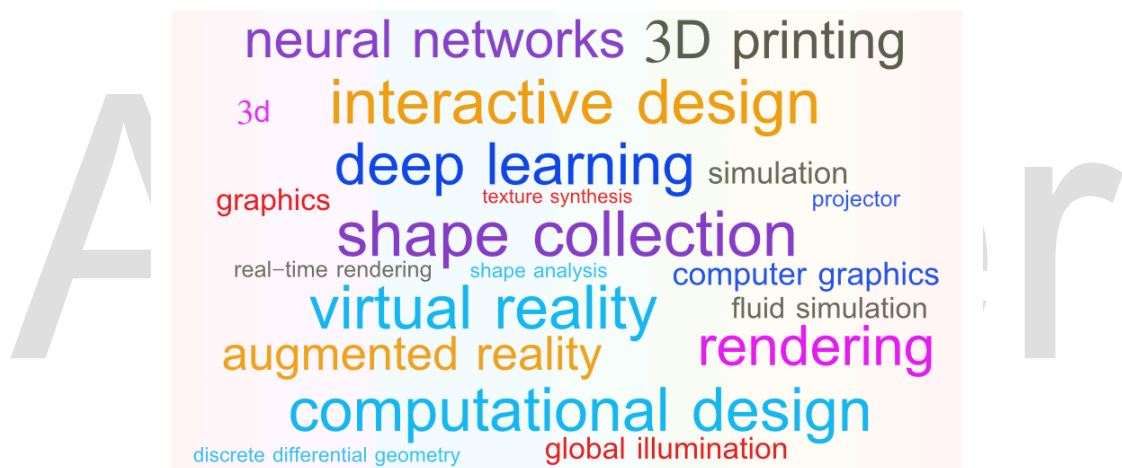 neural networks 3D printing
3d interactive design
deep learning simulation
graphics texture synthesis projector
shape collection
real-time rendering shape analysis computer graphics
virtual reality fluid simulation
augmented reality rendering
computational design
discrete differential geometry global illumination